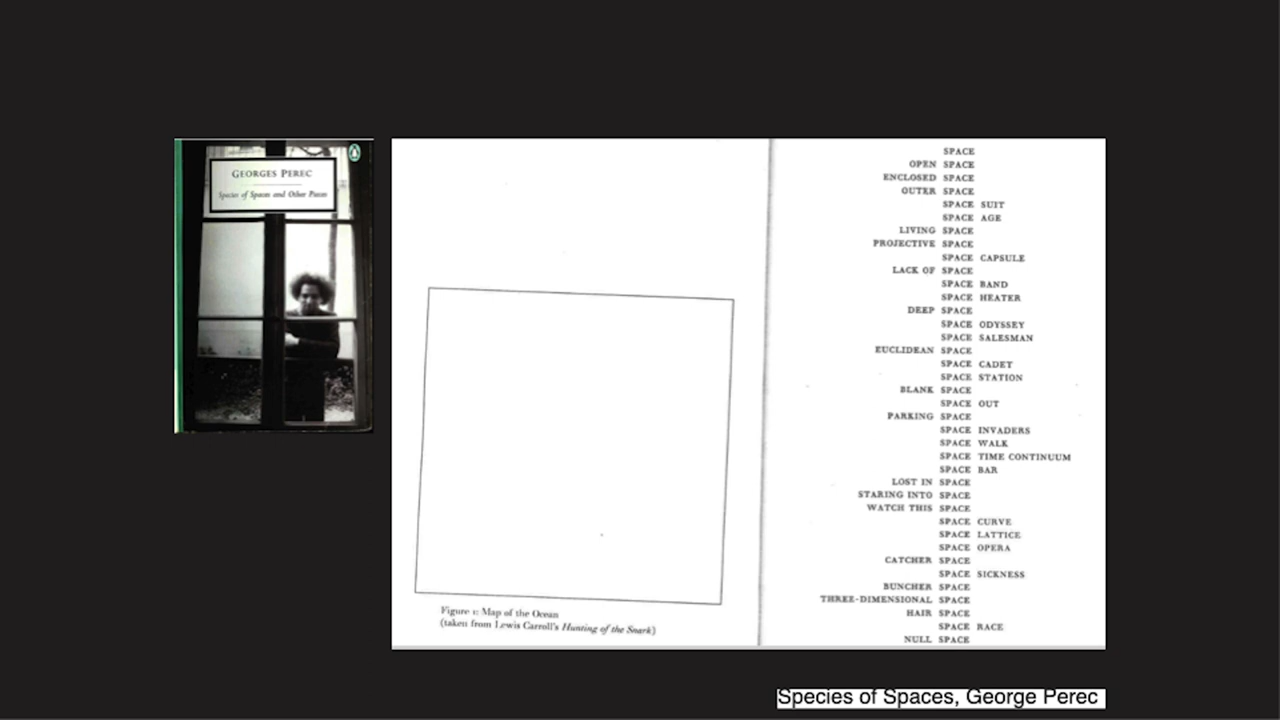 GEORGES PEREC
Species of Spaces and Other Pieces
Figure 1: Map of the Ocean
(taken from Lewis Carroll's Hunting of the Snark)
SPACE
OPEN SPACE
ENCLOSED SPACE
OUTER SPACE
SPACE SUIT
SPACE AGE
LIVING SPACE
PROJECTIVE SPACE
SPACE CAPSULE
LACK OF SPACE
SPACE BAND
SPACE HEATER
DEEP SPACE
SPACE ODYSSEY
SPACE SALESMAN
EUCLIDEAN SPACE
SPACE CADET
SPACE STATION
BLANK SPACE
SPACE OUT
PARKING SPACE
SPACE INVADERS
SPACE WALK
SPACE TIME CONTINUUM
SPACE BAR
LOST IN SPACE
STARING INTO SPACE
WATCH THIS SPACE
SPACE CURVE
SPACE LATTICE
SPACE OPERA
CATCHER SPACE
SPACE SICKNESS
BUNCHER SPACE
THREE-DIMENSIONAL SPACE
HAIR SPACE
SPACE RACE
NULL SPACE
Species of Spaces, George Perec